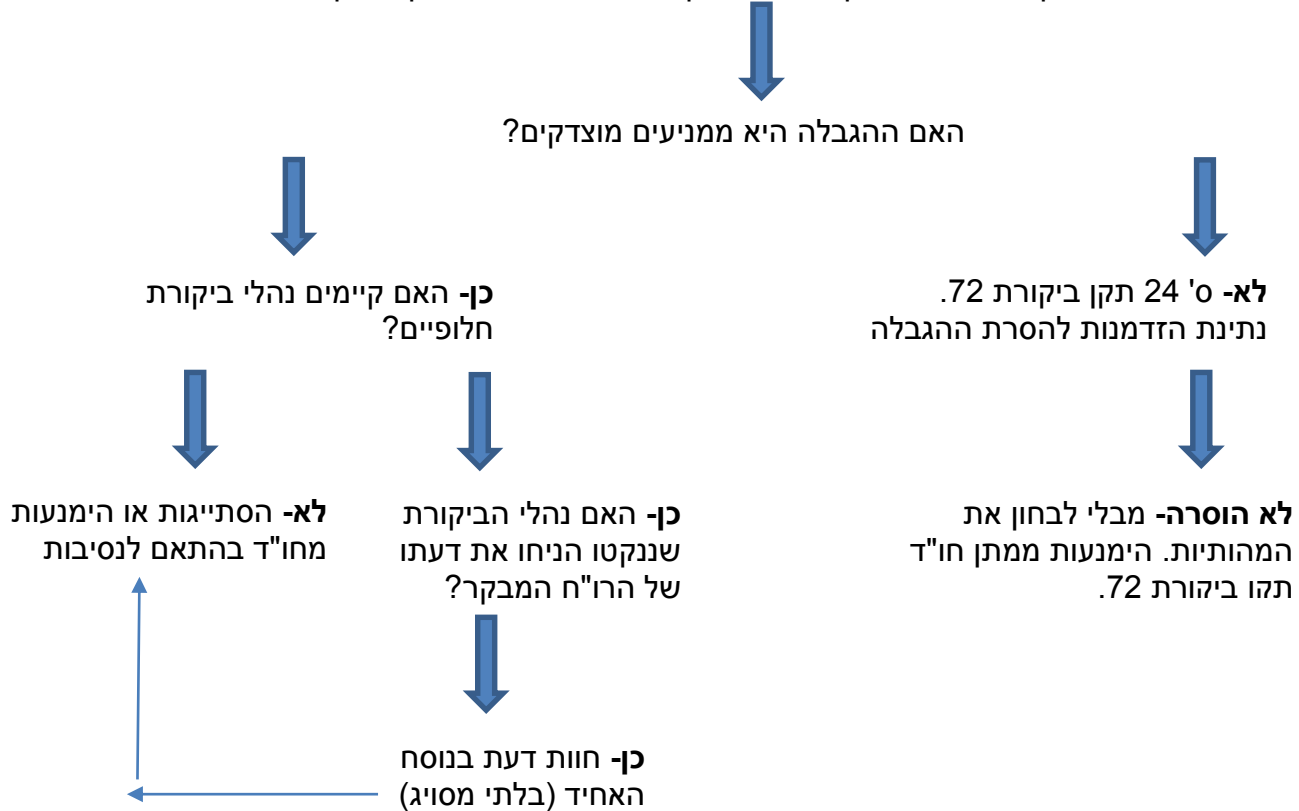 האם ההגבלה היא ממניעים מוצדקים?
לא- ס' 24 תקן ביקורת 72.
נתינת הזדמנות להסרת ההגבלה
כן- האם קיימים נהלי ביקורת
חלופיים?
לא הוסרה- מבלי לבחון את
המהותיות. הימנעות ממתן חו"ד
תקן ביקורת 72.
כן- האם נהלי הביקורת
שננקטו הניחו את דעתו
של הרו"ח המבקר?
לא- הסתייגות או הימנעות
מחו"ד בהתאם לנסיבות
כן- חוות דעת בנוסח
האחיד (בלתי מסויג)